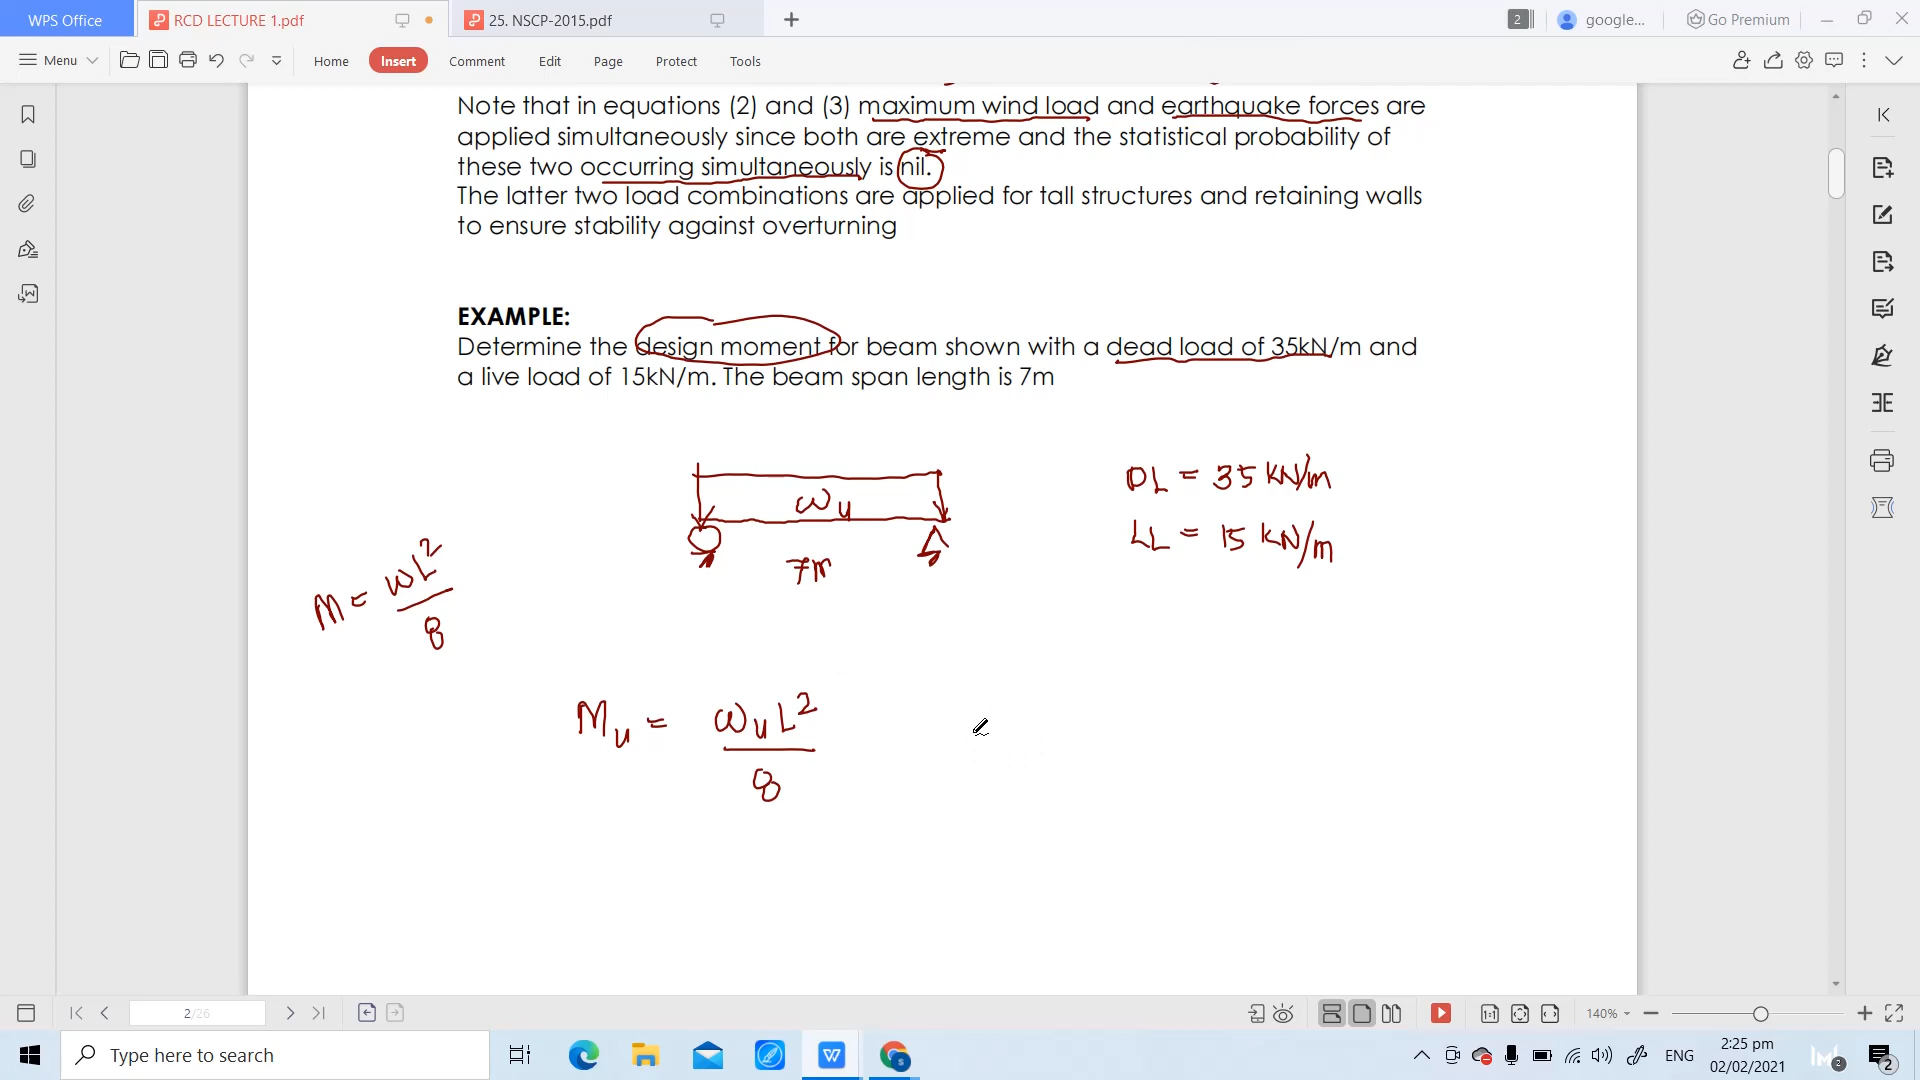 WPS Office
RCD LECTURE 1.pdf
25. NSCP-2015.pdf
2
google...
Go Premium
Menu
Home
Insert
Comment
Edit
Page
Protect
Tools
Note that in equations (2) and (3) maximum wind load and earthquake forces are
applied simultaneously since both are extreme and the statistical probability of
these two occurring simultaneously is nil.
The latter two load combinations are applied for tall structures and retaining walls
to ensure stability against overturning
EXAMPLE:
Determine the design moment for beam shown with a dead load of 35kN/m and
a live load of 15kN/m. The beam span length is 7m
ωu
7m
DL = 35 KN/m
LL = 15 KN/m
M = ωL²
8
Mu = ωuL²
8
2/26
1:1
140%
Type here to search
ENG
2:25 pm
02/02/2021
2
2